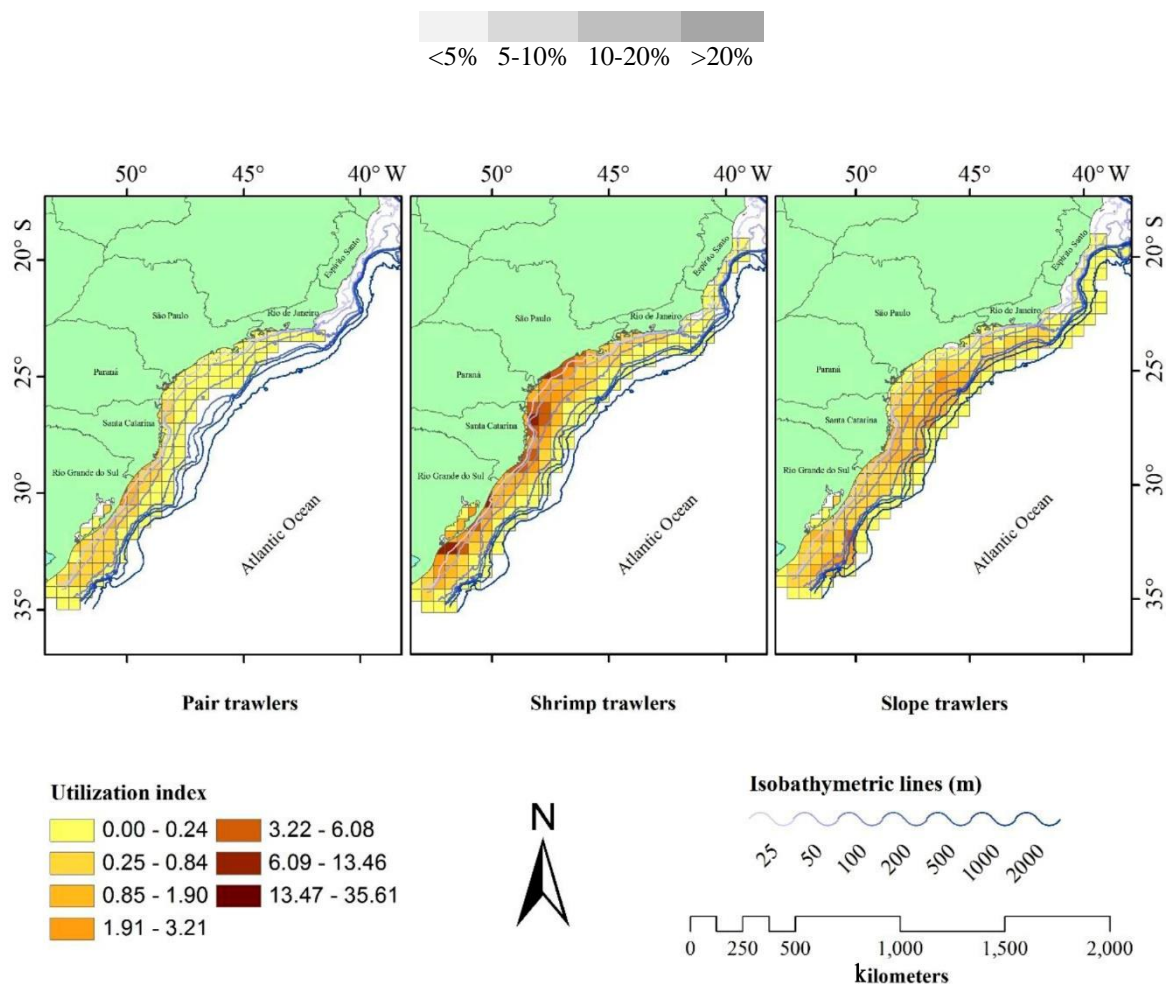 <5% 5-10% 10-20% >20%
50° 45° 40° W 50° 45° 40° W 50° 45° 40° W
20° S
25°
30°
35°
Espírito Santo
Rio de Janeiro
São Paulo
Paraná
Santa Catarina
Rio Grande do Sul
Atlantic Ocean
Espírito Santo
Rio de Janeiro
São Paulo
Paraná
Santa Catarina
Rio Grande do Sul
Atlantic Ocean
Espírito Santo
Rio de Janeiro
São Paulo
Paraná
Santa Catarina
Rio Grande do Sul
Atlantic Ocean
20° S
25°
30°
35°
Pair trawlers Shrimp trawlers Slope trawlers
Utilization index
0.00 - 0.24 3.22 - 6.08
0.25 - 0.84 6.09 - 13.46
0.85 - 1.90 13.47 - 35.61
1.91 - 3.21
N
Isobathymetric lines (m)
25 50 100 200 500 1000 2000
0 250 500 1,000 1,500 2,000
kilometers